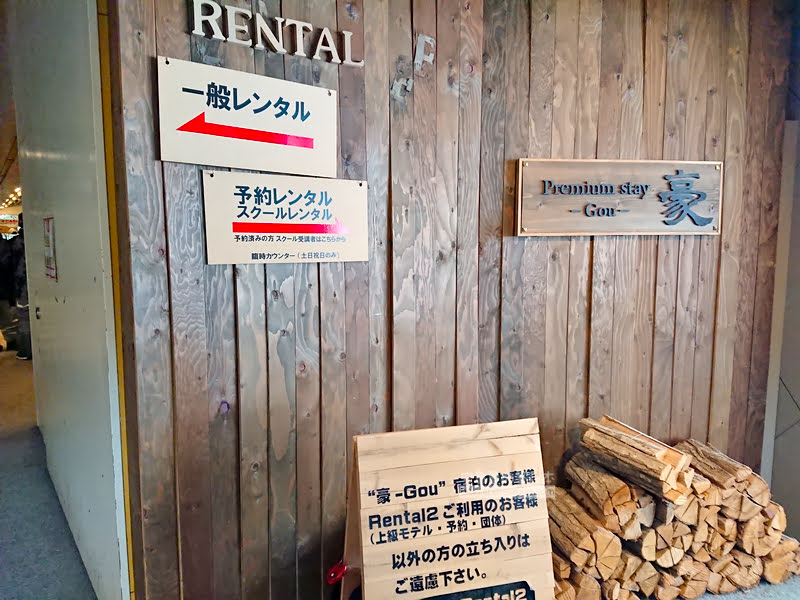 RENTAL
一般レンタル
予約レンタル
スクールレンタル
予約済みの方 スクール受講者はこちらから
臨時カウンター（土日祝日のみ）
Premium stay
－Gou－
豪
“豪-Gou” 宿泊のお客様
Rental2 ご利用のお客様
（上級モデル・予約・団体）
以外の方の立ち入りは
ご遠慮下さい。
Rental2